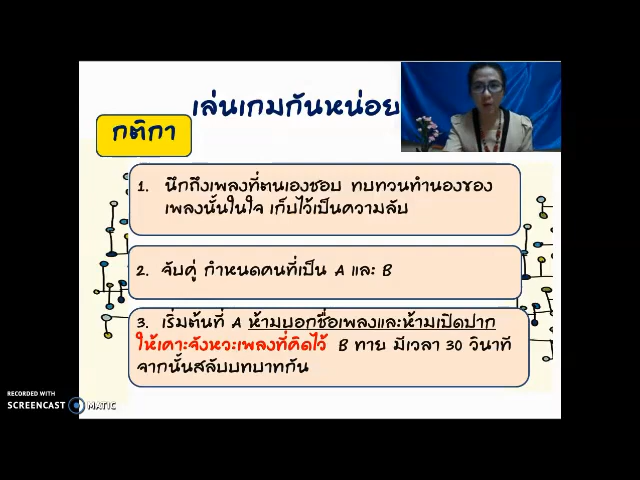 เล่นเกมกันหน่อย
กติกา
1. นึกถึงเพลงที่ตนเองชอบ ทบทวนทำนองของ
เพลงนั้นในใจ เก็บไว้เป็นความลับ
2. จับคู่ กำหนดคนที่เป็น A และ B
3. เริ่มต้นที่ A ห้ามบอกชื่อเพลงและห้ามเปิดปาก
ให้เคาะจังหวะเพลงที่คิดไว้ B ทาย มีเวลา 30 วินาที
จากนั้นสลับบทบาทกัน
RECORDED WITH
SCREENCAST MATIC